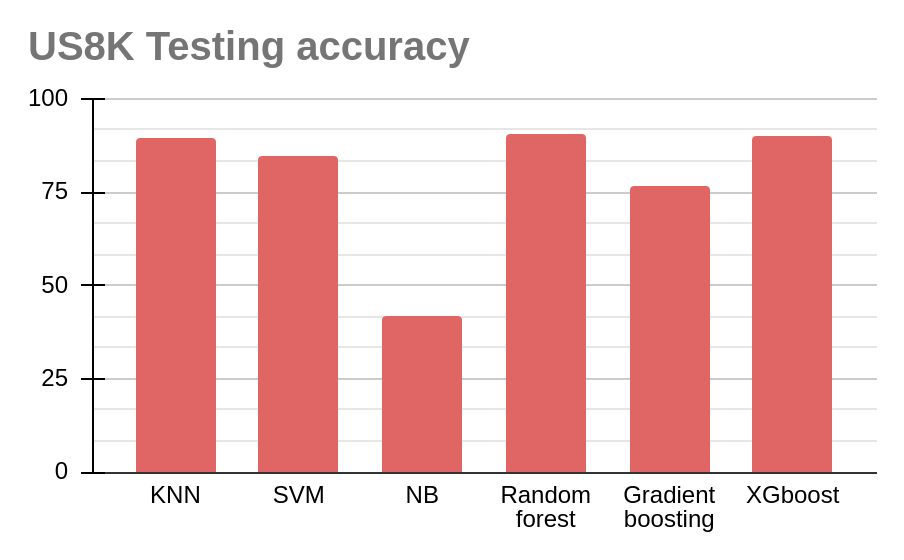 US8K Testing accuracy
100
75
50
25
0
KNN
SVM
NB
Random
forest
Gradient
boosting
XGboost